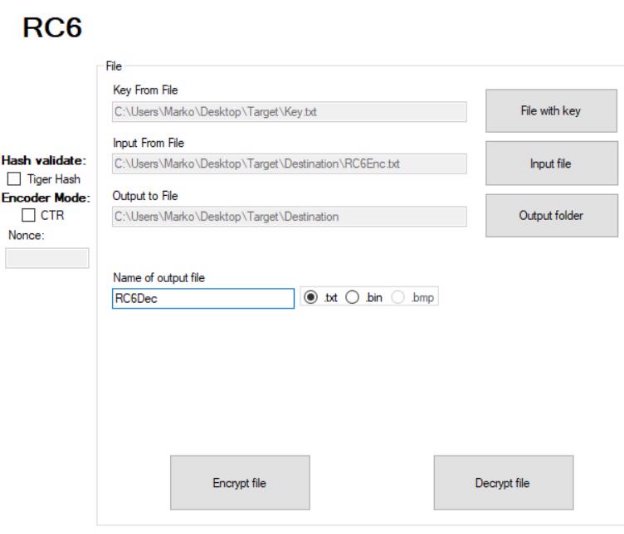 RC6
File
Key From File
C:\Users\Marko\Desktop\Target\Key.txt
File with key
Input From File
C:\Users\Marko\Desktop\Target\Destination\RC6Enc.txt
Input file
Hash validate:
Tiger Hash
Encoder Mode:
CTR
Nonce:
Output to File
C:\Users\Marko\Desktop\Target\Destination
Output folder
Name of output file
RC6Dec
.txt .bin .bmp
Encrypt file
Decrypt file